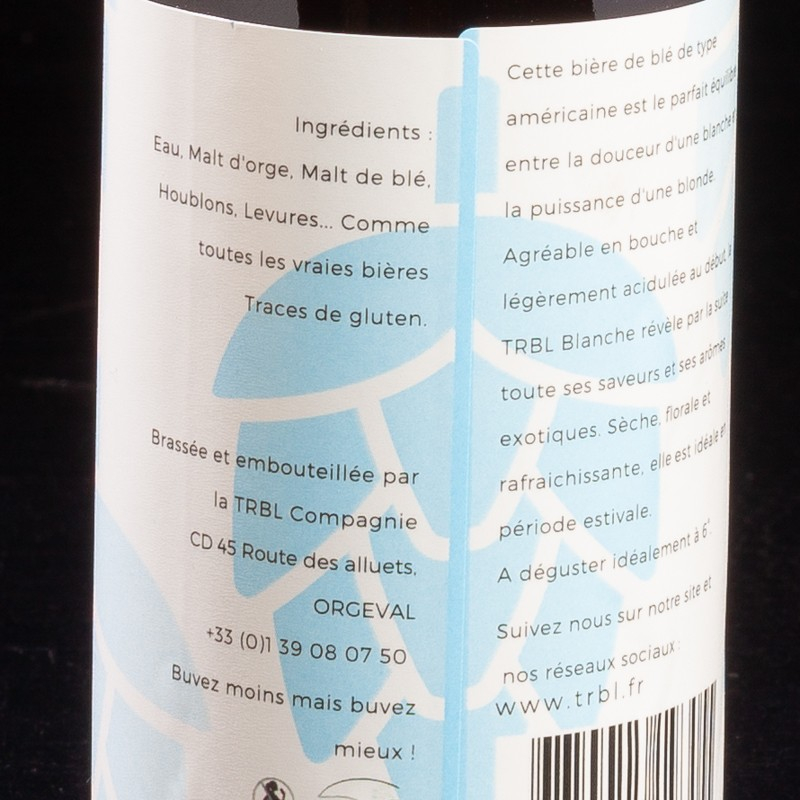 Ingrédients :
Eau, Malt d'orge, Malt de blé,
Houblons, Levures... Comme
toutes les vraies bières
Traces de gluten.
Brassée et embouteillée par
la TRBL Compagnie
CD 45 Route des alluets,
ORGEVAL
+33 (0)1 39 08 07 50
Buvez moins mais buvez
mieux !
Cette bière de blé de type
américaine est le parfait équilibre
entre la douceur d'une blanche et
la puissance d'une blonde.
Agréable en bouche et
légèrement acidulée au début, la
TRBL Blanche révèle par la suite
toute ses saveurs et ses arômes
exotiques. Sèche, florale et
rafraichissante, elle est idéale en
période estivale.
A déguster idéalement à 6°.
Suivez nous sur notre site et
nos réseaux sociaux :
www.trbl.fr